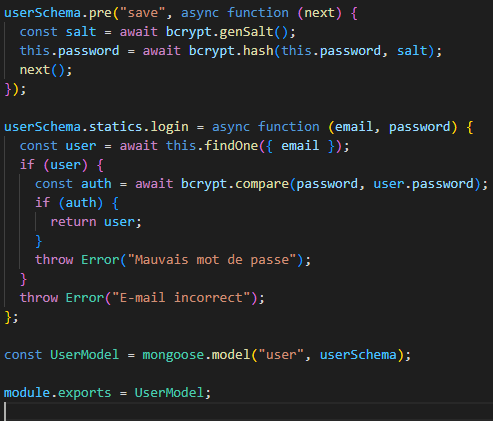 userSchema.pre("save", async function (next) {
  const salt = await bcrypt.genSalt();
  this.password = await bcrypt.hash(this.password, salt);
  next();
});

userSchema.statics.login = async function (email, password) {
  const user = await this.findOne({ email });
  if (user) {
    const auth = await bcrypt.compare(password, user.password);
    if (auth) {
      return user;
    }
    throw Error("Mauvais mot de passe");
  }
  throw Error("E-mail incorrect");
};

const UserModel = mongoose.model("user", userSchema);

module.exports = UserModel;